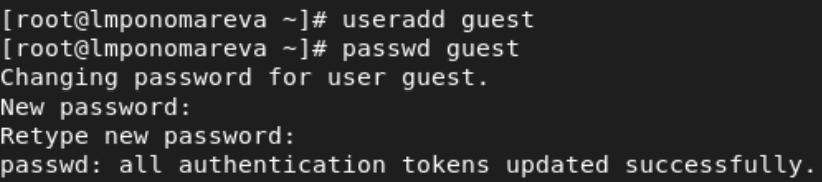 [root@lmponomareva ~]# useradd guest
[root@lmponomareva ~]# passwd guest
Changing password for user guest.
New password:
Retype new password:
passwd: all authentication tokens updated successfully.